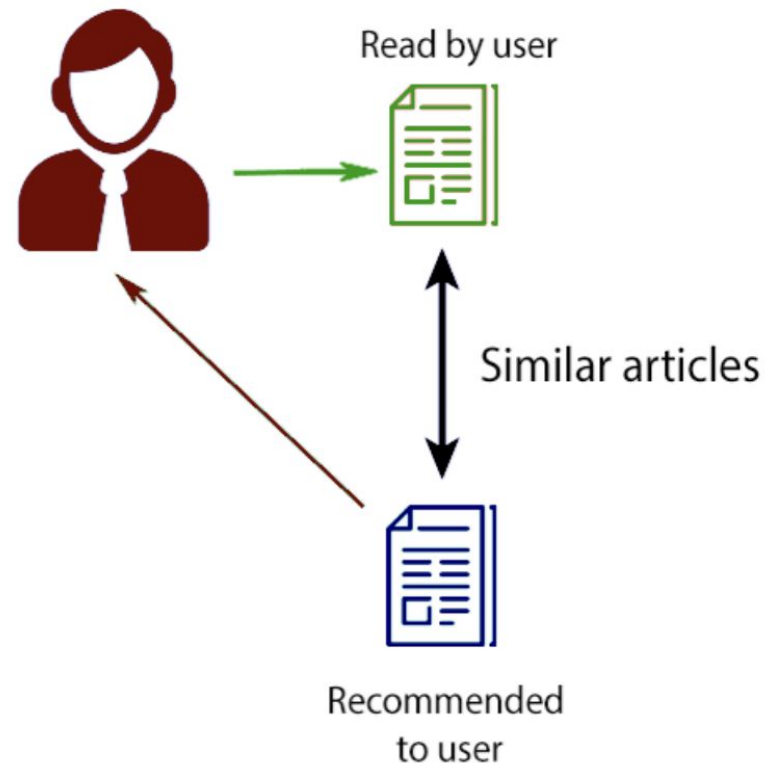 Read by user
Similar articles
Recommended
to user